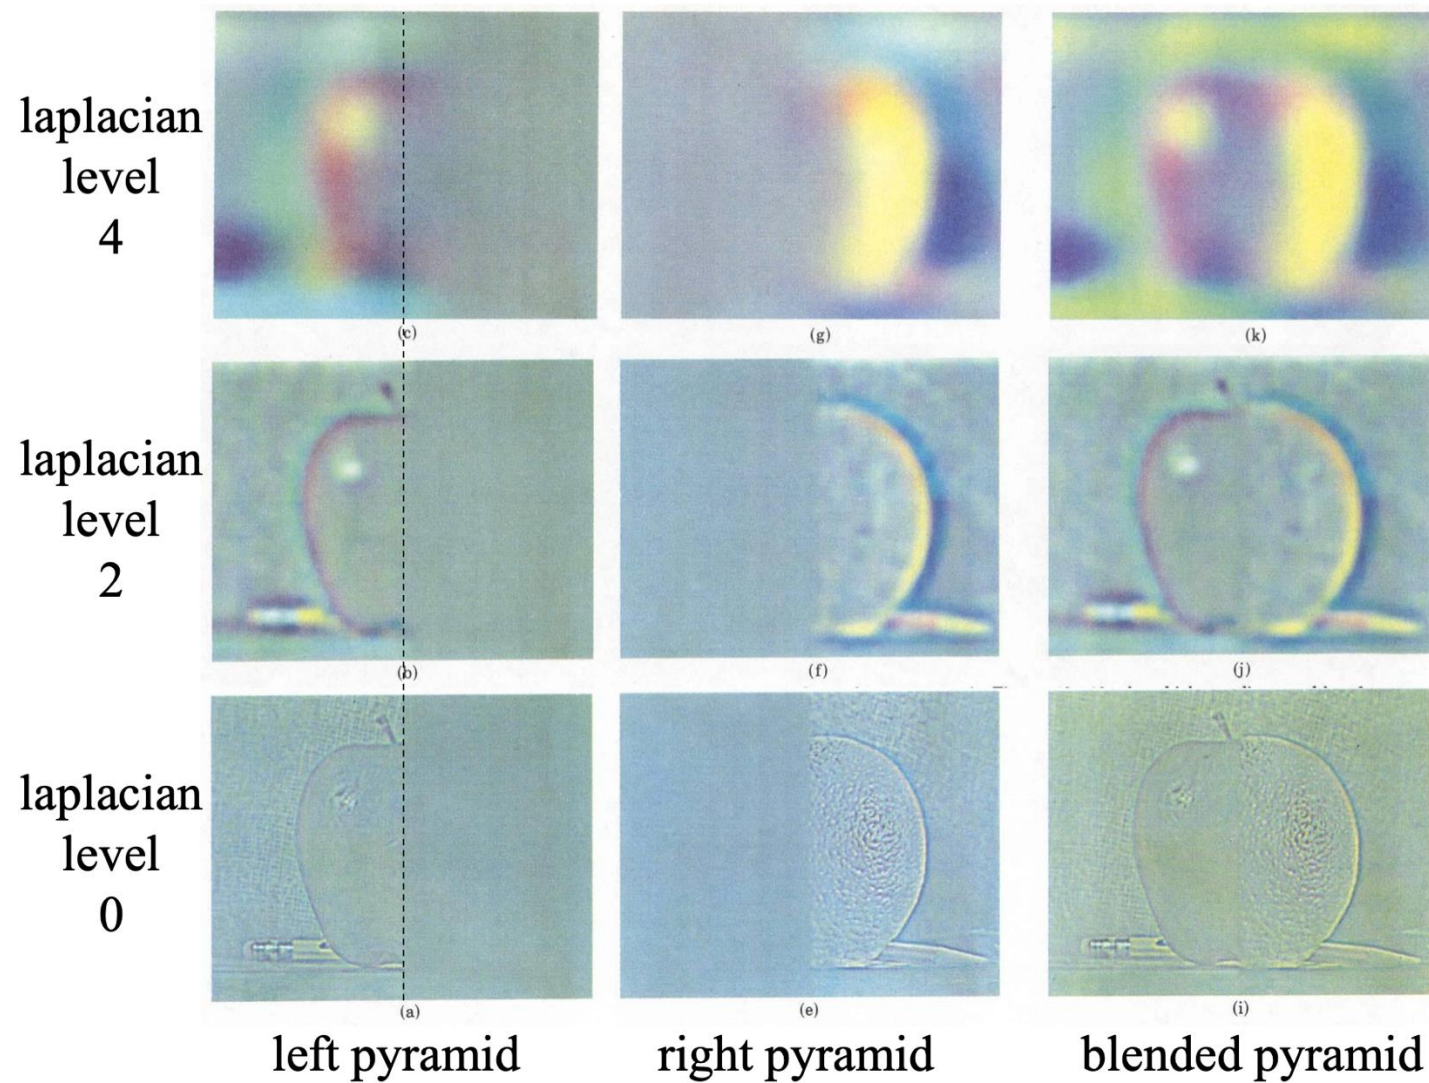 laplacian
level
4
(c)
(g)
(k)
laplacian
level
2
(b)
(f)
(j)
laplacian
level
0
(a)
(e)
(i)
left pyramid
right pyramid
blended pyramid